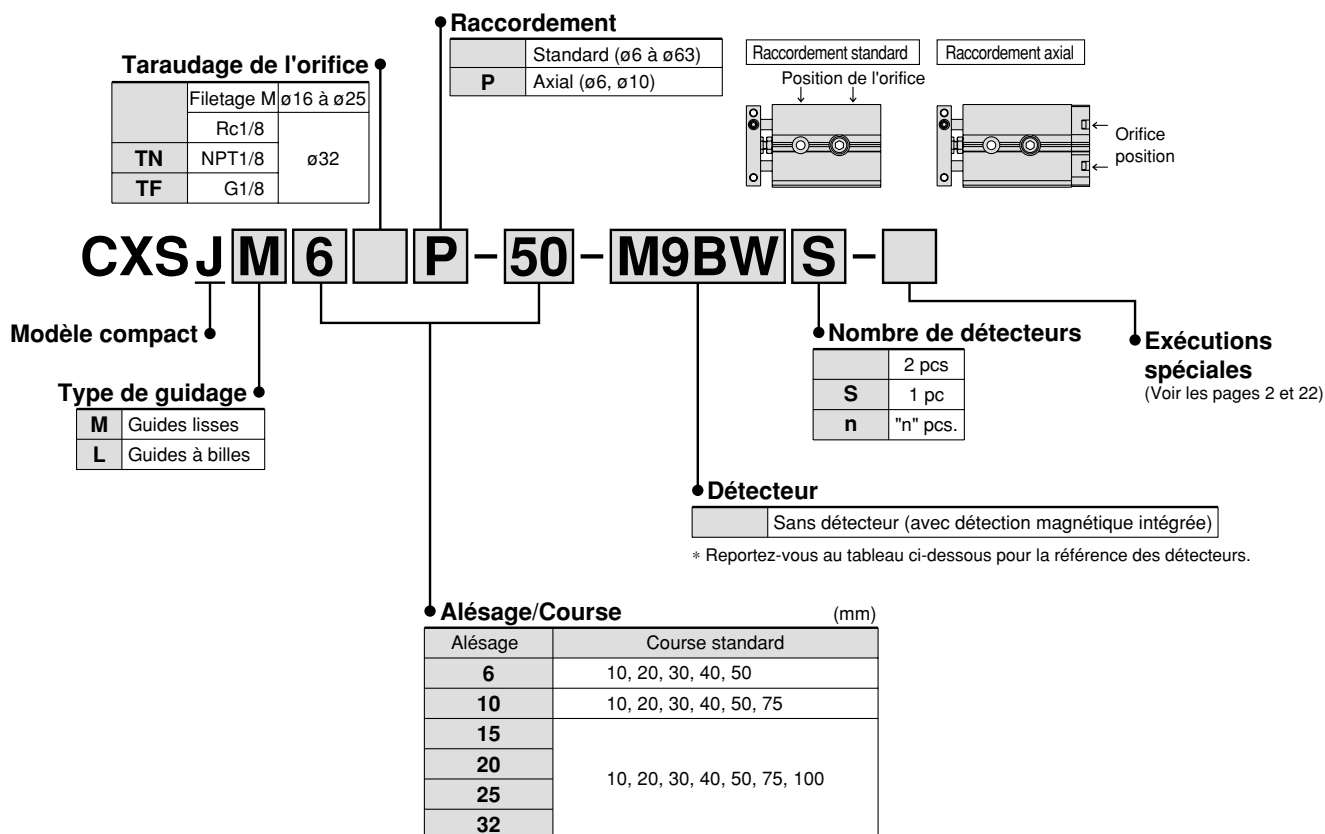 Raccordement
Standard (ø6 à ø63)
P Axial (ø6, ø10)
Raccordement standard
Raccordement axial
Position de l'orifice
Orifice
position
Taraudage de l'orifice
Filetage M ø16 à ø25
Rc1/8
TN NPT1/8 ø32
TF G1/8
CXSJM6 P-50-M9BWS-
Modèle compact
Type de guidage
M Guides lisses
L Guides à billes
Nombre de détecteurs
2 pcs
S 1 pc
n "n" pcs.
Exécutions
spéciales
(Voir les pages 2 et 22)
Détecteur
Sans détecteur (avec détection magnétique intégrée)
* Reportez-vous au tableau ci-dessous pour la référence des détecteurs.
Alésage/Course (mm)
Alésage Course standard
6 10, 20, 30, 40, 50
10 10, 20, 30, 40, 50, 75
15
20
10, 20, 30, 40, 50, 75, 100
25
32